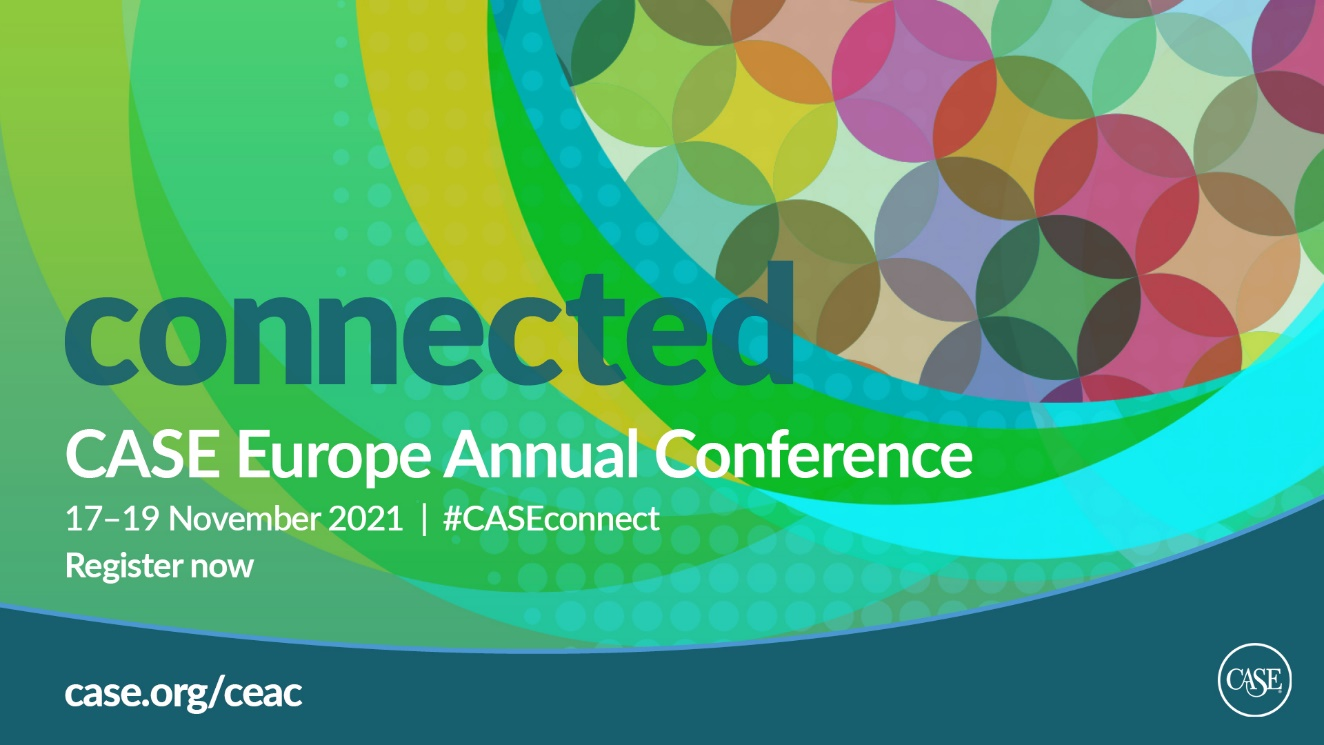 connected
CASE Europe Annual Conference
17–19 November 2021 | #CASEconnect
Register now
case.org/ceac
CASE